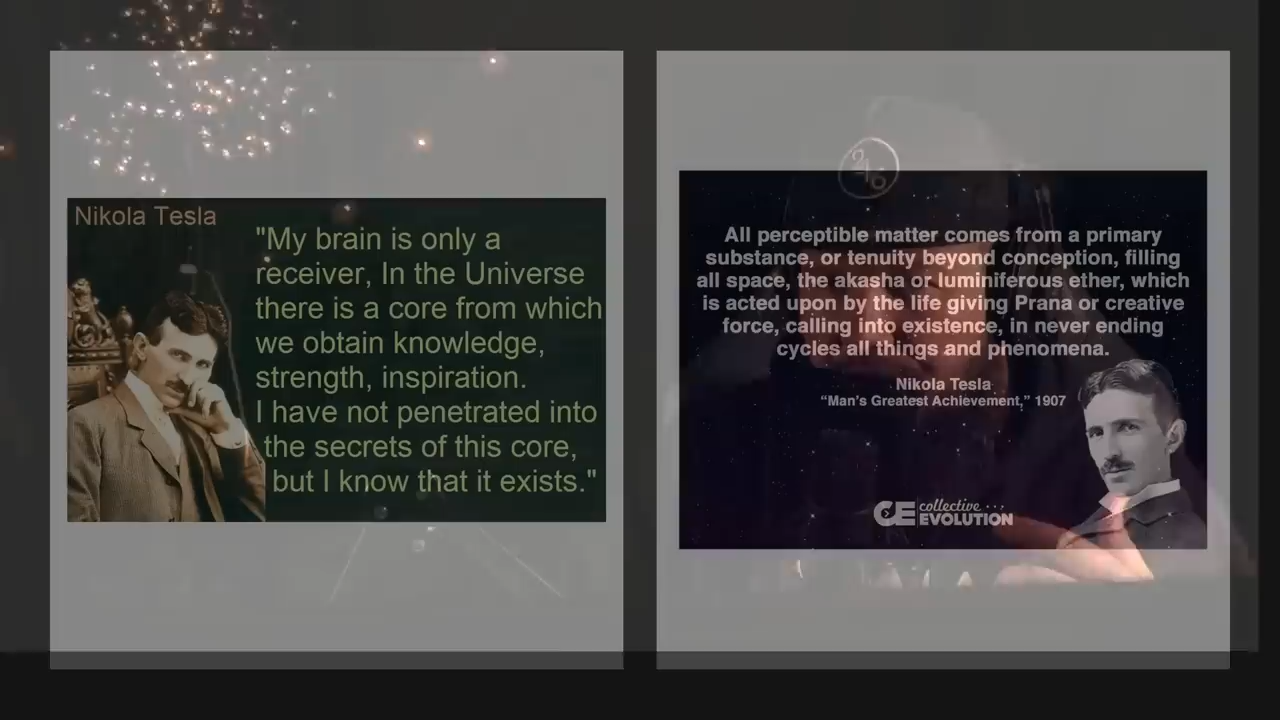 Nikola Tesla
"My brain is only a
receiver, In the Universe
there is a core from which
we obtain knowledge,
strength, inspiration.
I have not penetrated into
the secrets of this core,
but I know that it exists."
All perceptible matter comes from a primary
substance, or tenuity beyond conception, filling
all space, the akasha or luminiferous ether, which
is acted upon by the life giving Prana or creative
force, calling into existence, in never ending
cycles all things and phenomena.
Nikola Tesla
“Man's Greatest Achievement,” 1907
CE collective
EVOLUTION